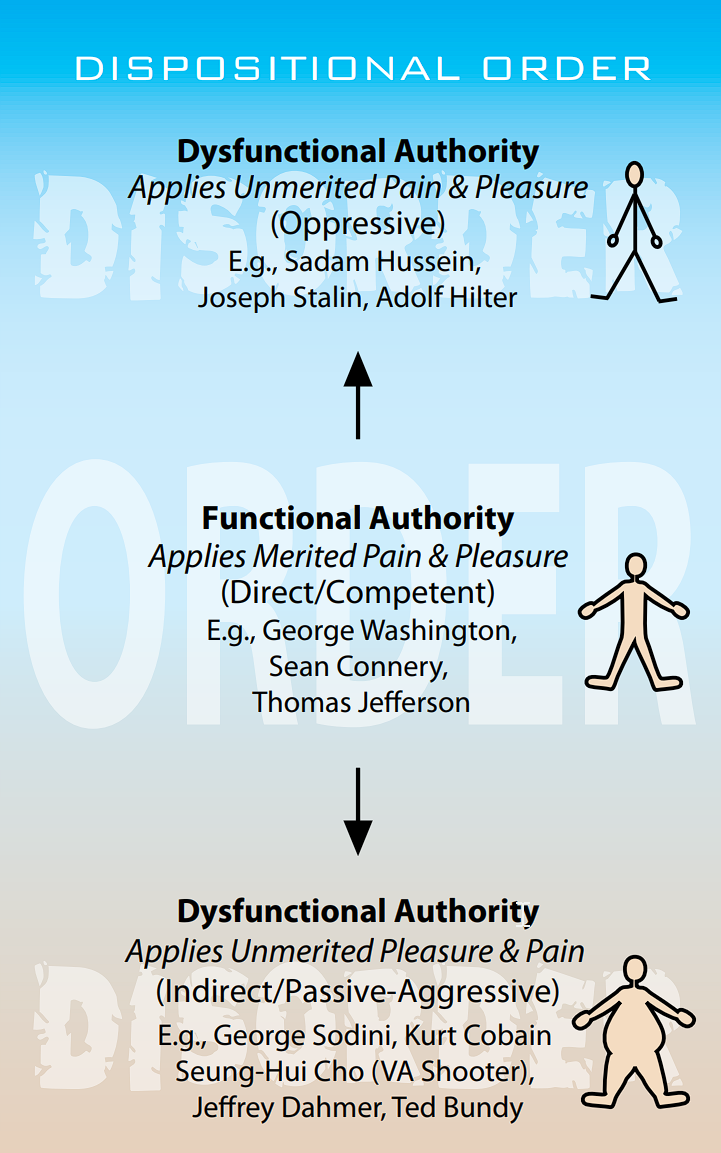 DISPOSITIONAL ORDER
DISORDER
Dysfunctional Authority
Applies Unmerited Pain & Pleasure
(Oppressive)
E.g., Sadam Hussein,
Joseph Stalin, Adolf Hilter
ORDER
Functional Authority
Applies Merited Pain & Pleasure
(Direct/Competent)
E.g., George Washington,
Sean Connery,
Thomas Jefferson
DISORDER
Dysfunctional Authority
Applies Unmerited Pleasure & Pain
(Indirect/Passive-Aggressive)
E.g., George Sodini, Kurt Cobain
Seung-Hui Cho (VA Shooter),
Jeffrey Dahmer, Ted Bundy